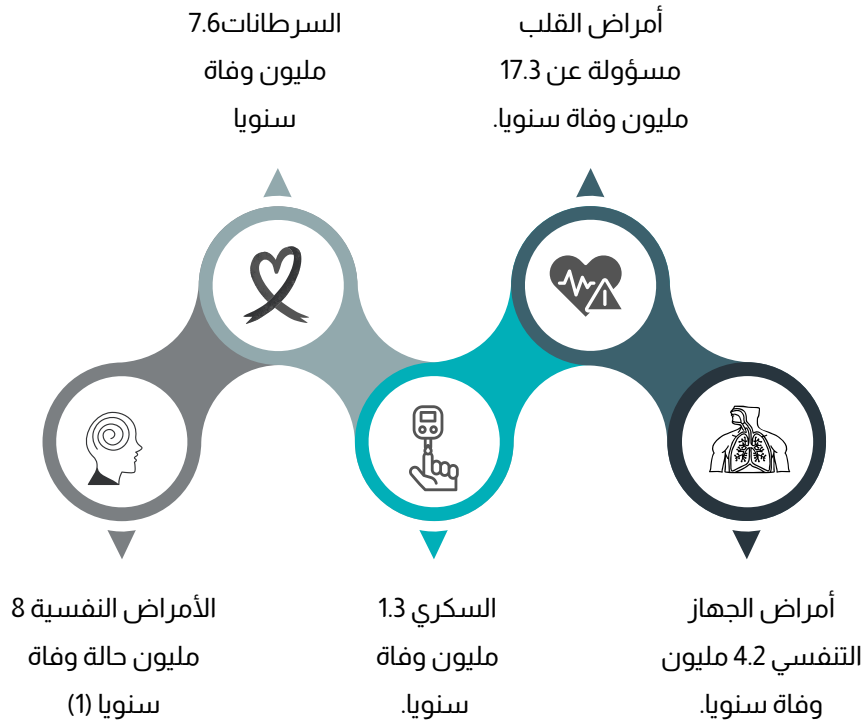 أمراض القلب
مسؤولة عن 17.3
مليون وفاة سنويا.
السرطانات7.6
مليون وفاة
سنويا
أمراض الجهاز
التنفسي 4.2 مليون
وفاة سنويا.
السكري 1.3
مليون وفاة
سنويا.
الأمراض النفسية 8
مليون حالة وفاة
سنويا (1)